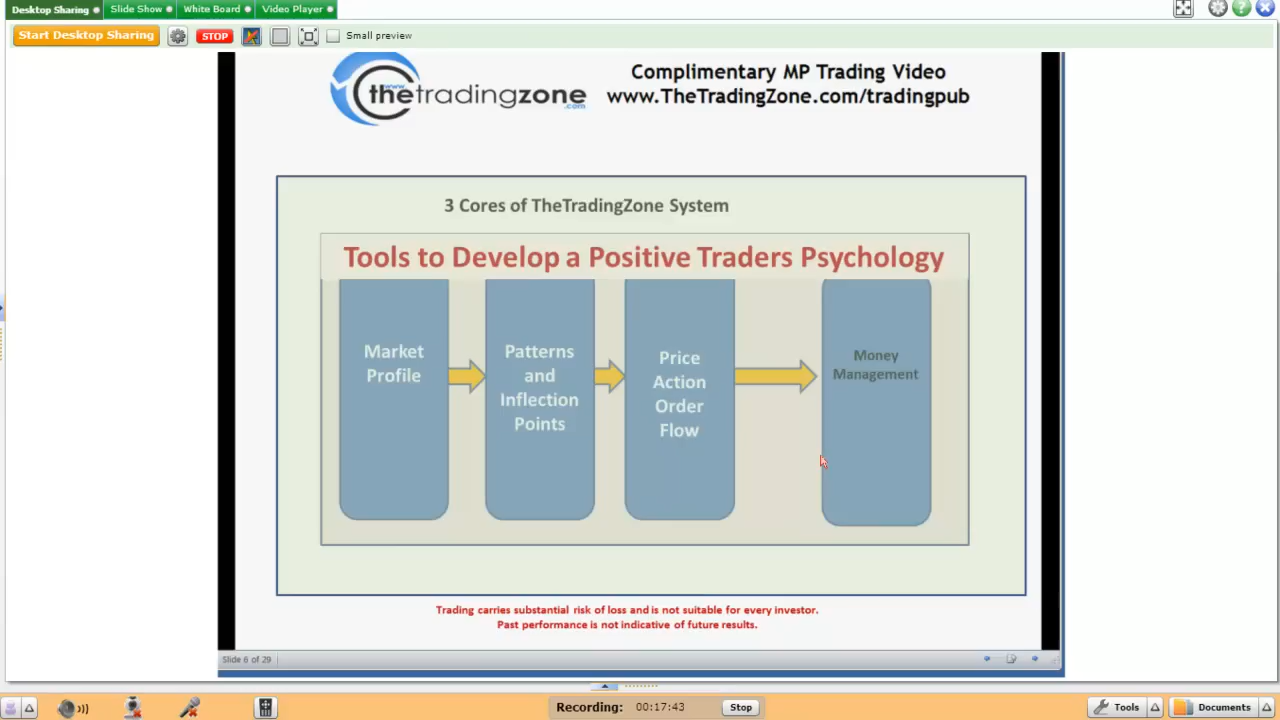 Desktop Sharing
Slide Show
White Board
Video Player
Start Desktop Sharing
STOP
Small preview
www.
thetradingzone
.com
Complimentary MP Trading Video
www.TheTradingZone.com/tradingpub
3 Cores of TheTradingZone System
Tools to Develop a Positive Traders Psychology
Market
Profile
Patterns
and
Inflection
Points
Price
Action
Order
Flow
Money
Management
Trading carries substantial risk of loss and is not suitable for every investor.
Past performance is not indicative of future results.
Slide 6 of 29
Recording: 00:17:43 Stop
Tools
Documents